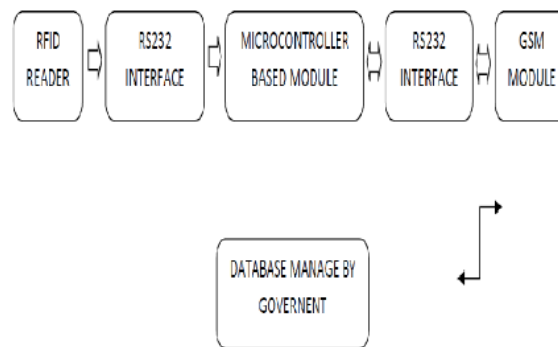 RFID
READER
RS232
INTERFACE
MICROCONTROLLER
BASED MODULE
RS232
INTERFACE
GSM
MODULE
DATABASE MANAGE BY
GOVERNENT